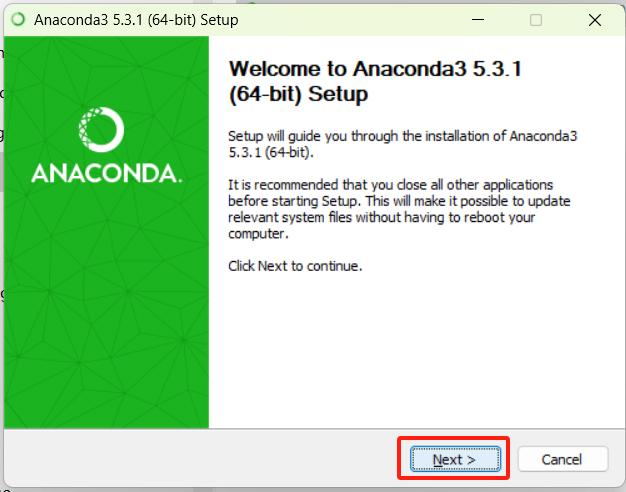 Anaconda3 5.3.1 (64-bit) Setup
Welcome to Anaconda3 5.3.1
(64-bit) Setup
ANACONDA.
Setup will guide you through the installation of Anaconda3
5.3.1 (64-bit).
It is recommended that you close all other applications
before starting Setup. This will make it possible to update
relevant system files without having to reboot your
computer.
Click Next to continue.
Next >
Cancel